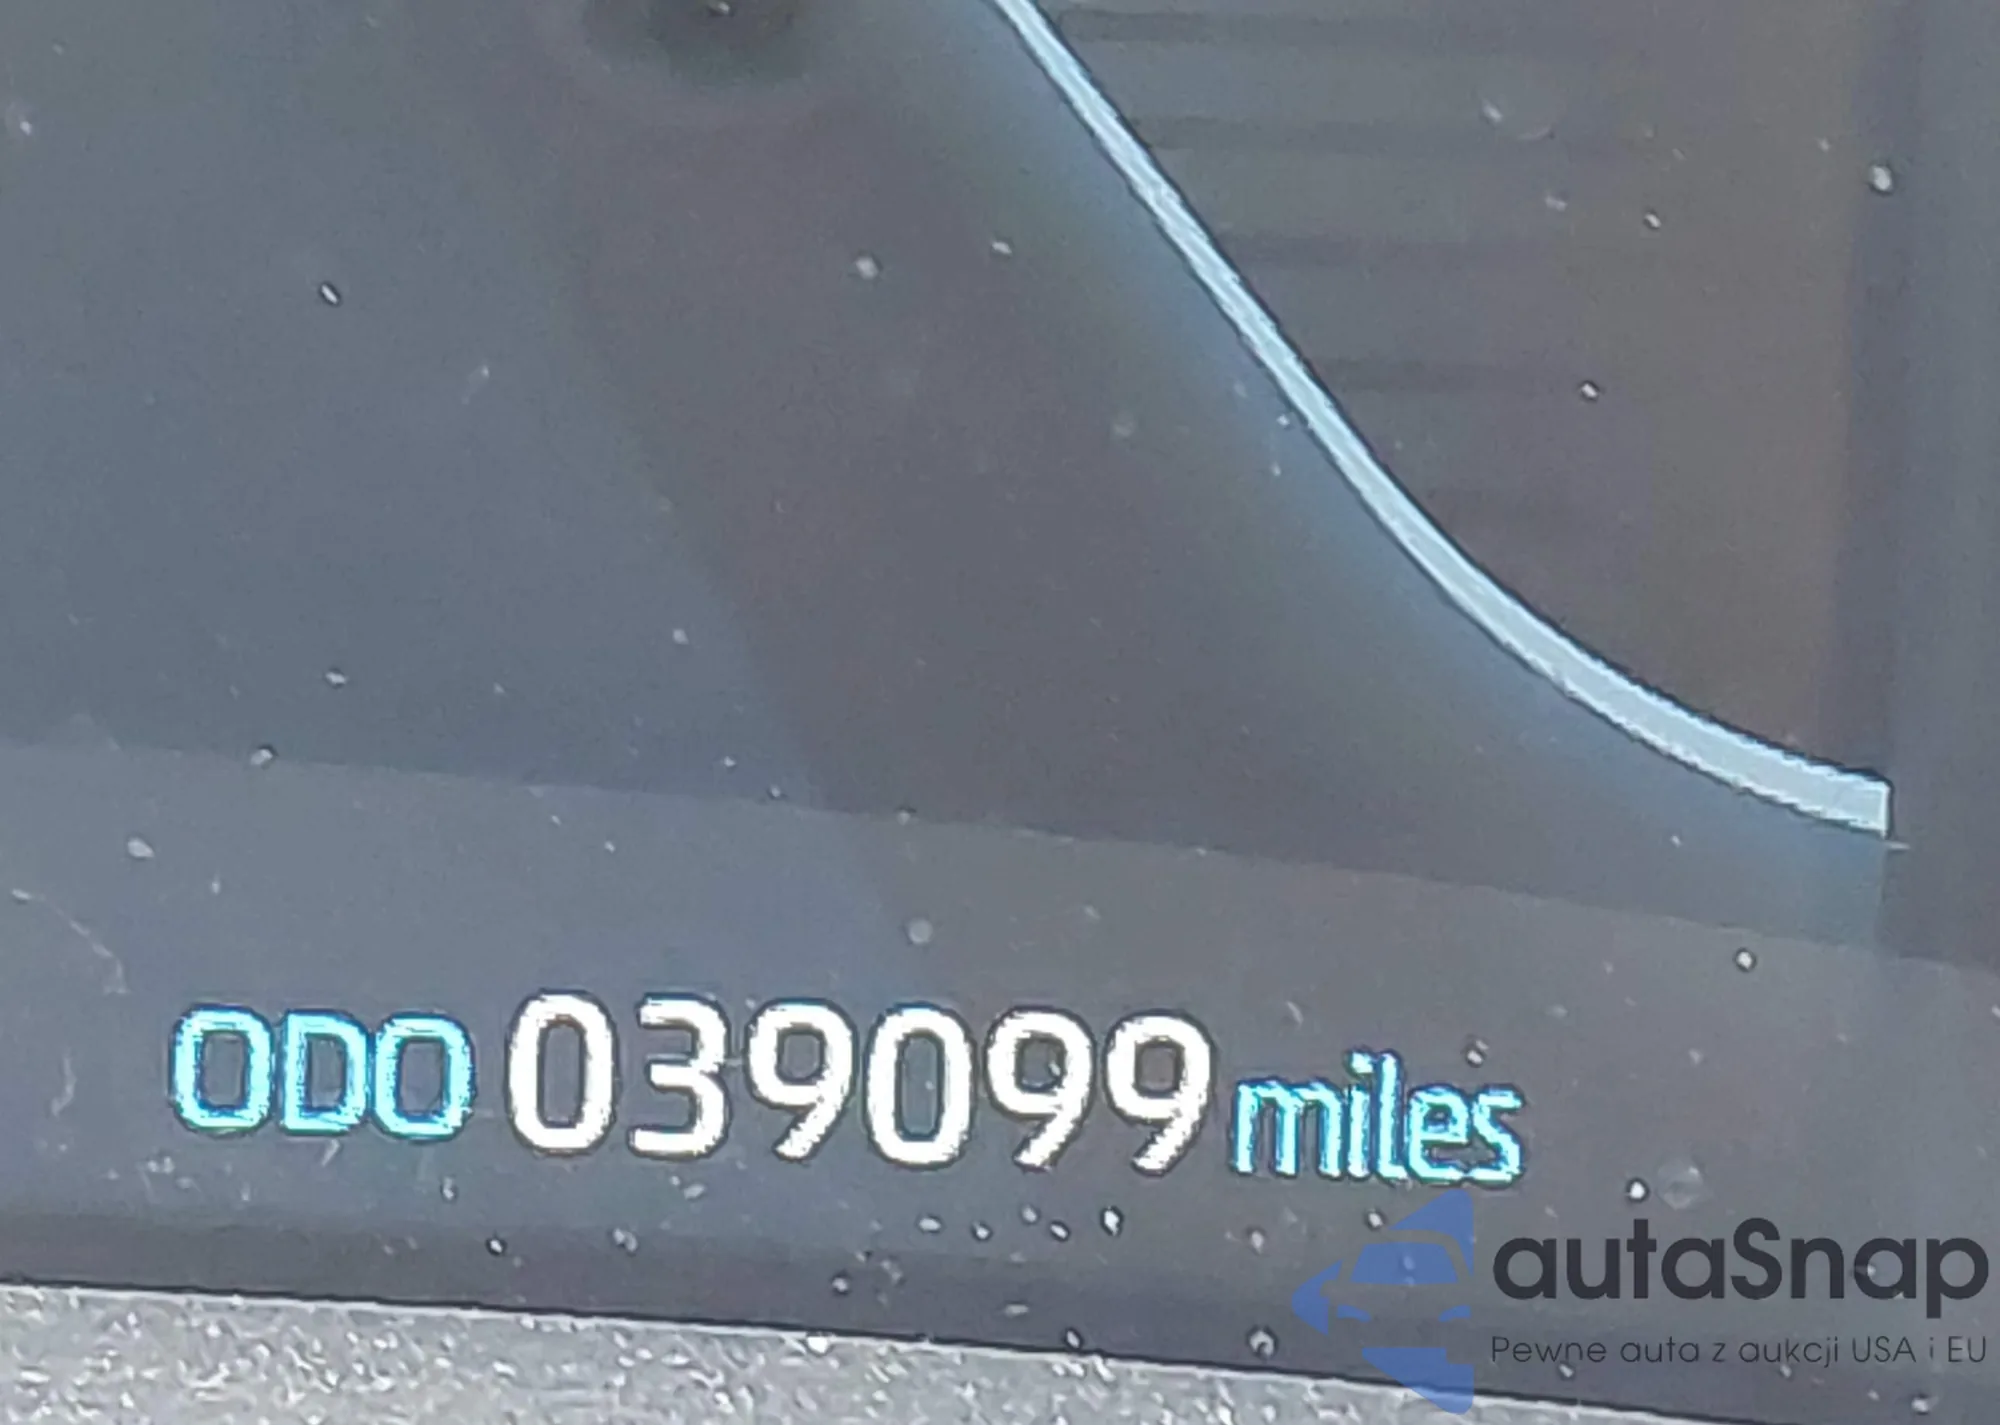 ODO 039099 miles
autaSnap
Pewne auta z aukcji USA i EU